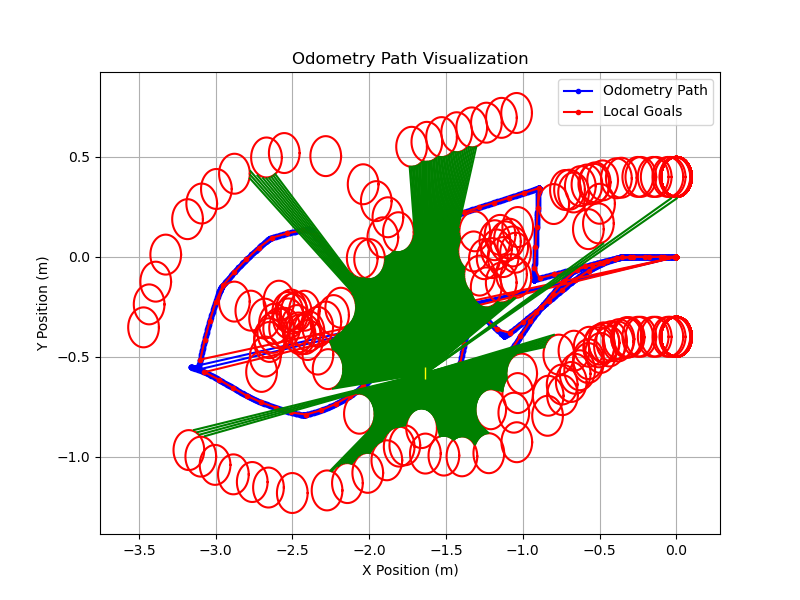 Odometry Path Visualization
Odometry Path
Local Goals
Y Position (m)
0.5
0.0
−0.5
−1.0
−3.5
−3.0
−2.5
−2.0
−1.5
−1.0
−0.5
0.0
X Position (m)